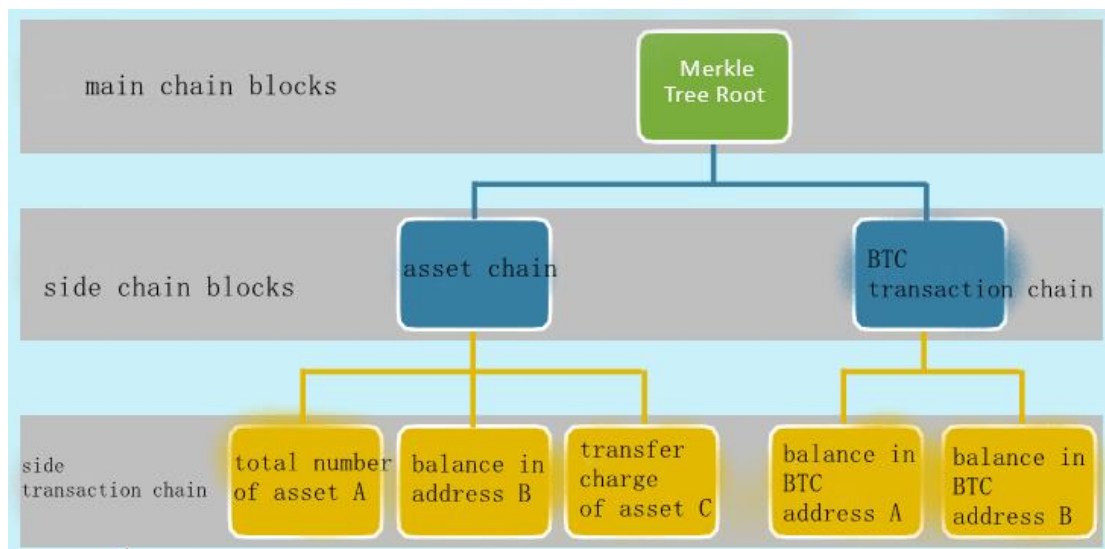 main chain blocks
Merkle
Tree Root
side chain blocks
asset chain
BTC
transaction chain
side
transaction chain
total number
of asset A
balance in
address B
transfer
charge
of asset C
balance in
BTC
address A
balance in
BTC
address B